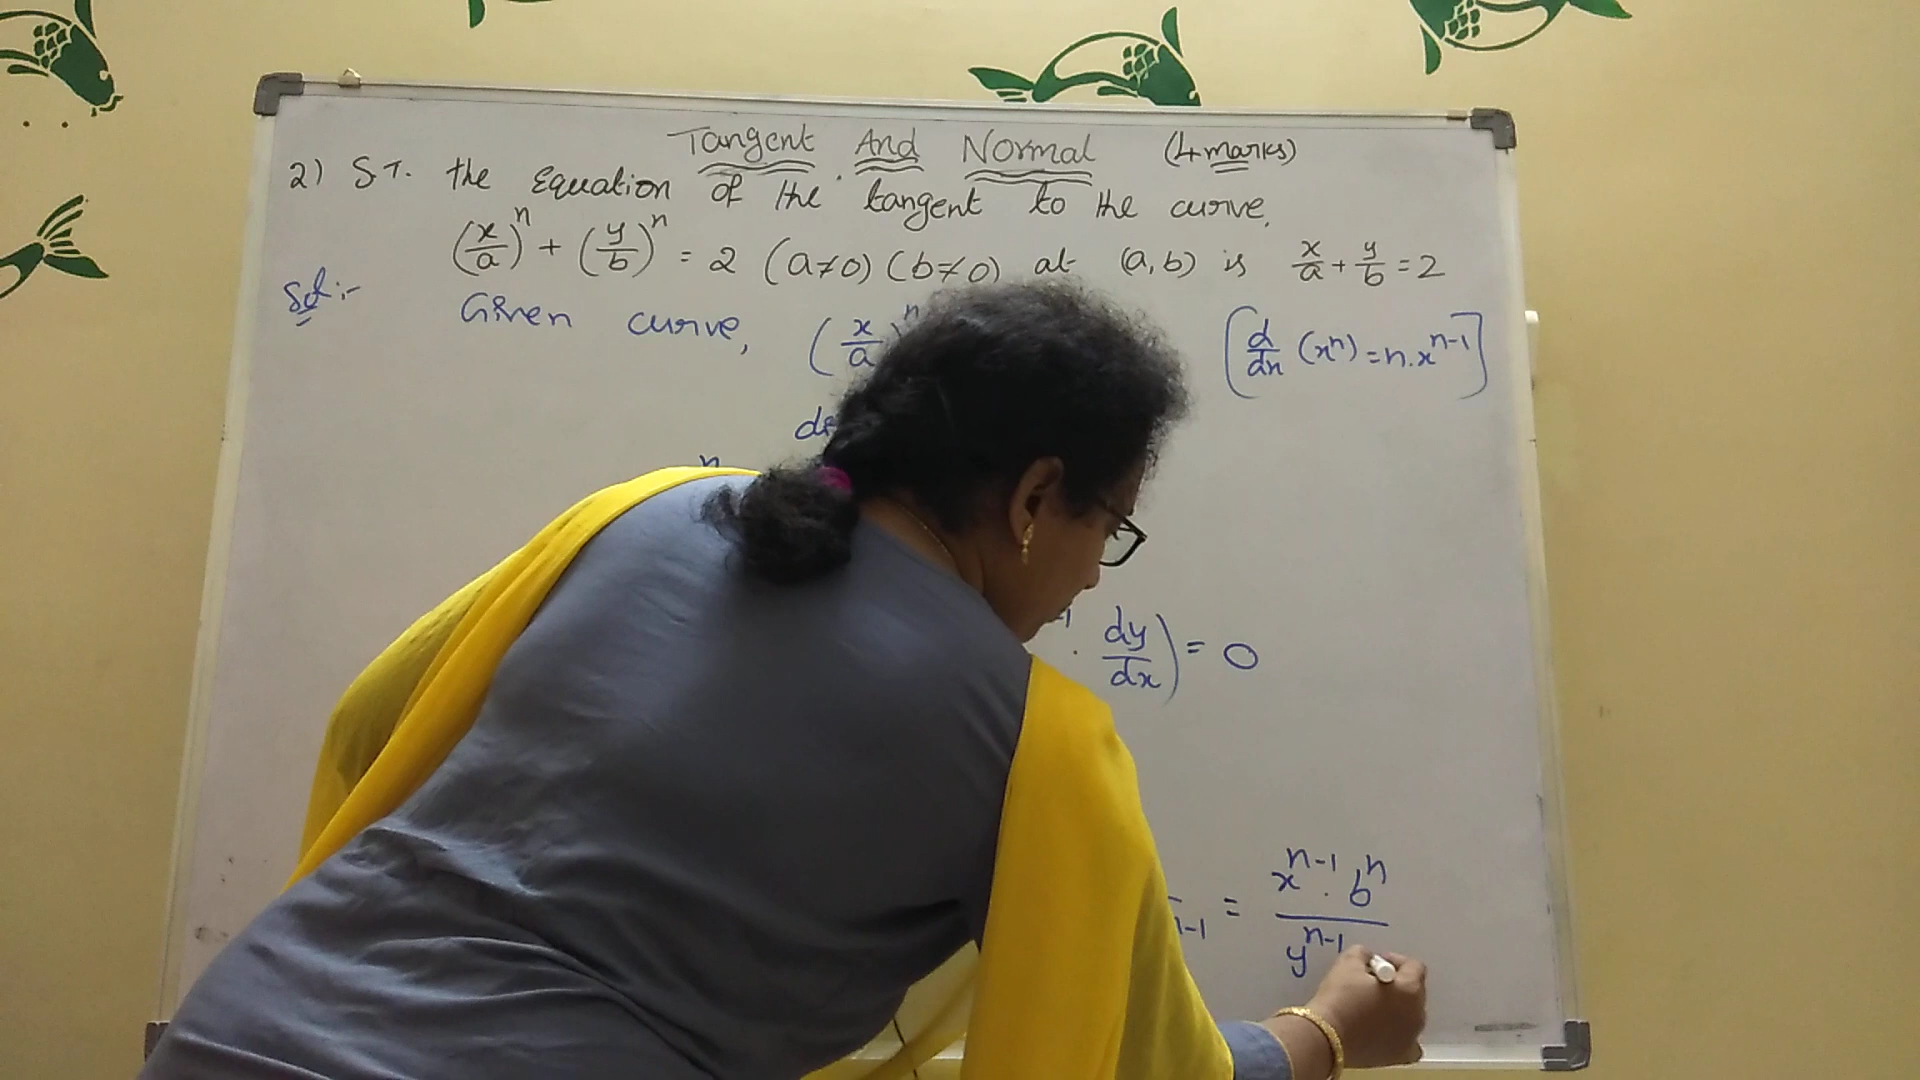 Tangent And Normal (4 marks)
2) S.T. the Equation of the tangent to the curve,
(x/a)^n + (y/b)^n = 2 (a≠0) (b≠0) at (a,b) is x/a + y/b = 2
Sol:- Given curve, (x/a)^n [d/dx (x^n) = n.x^(n-1)]
. dy/dx) = 0
n-1 = x^(n-1) . b^n / y^(n-1)